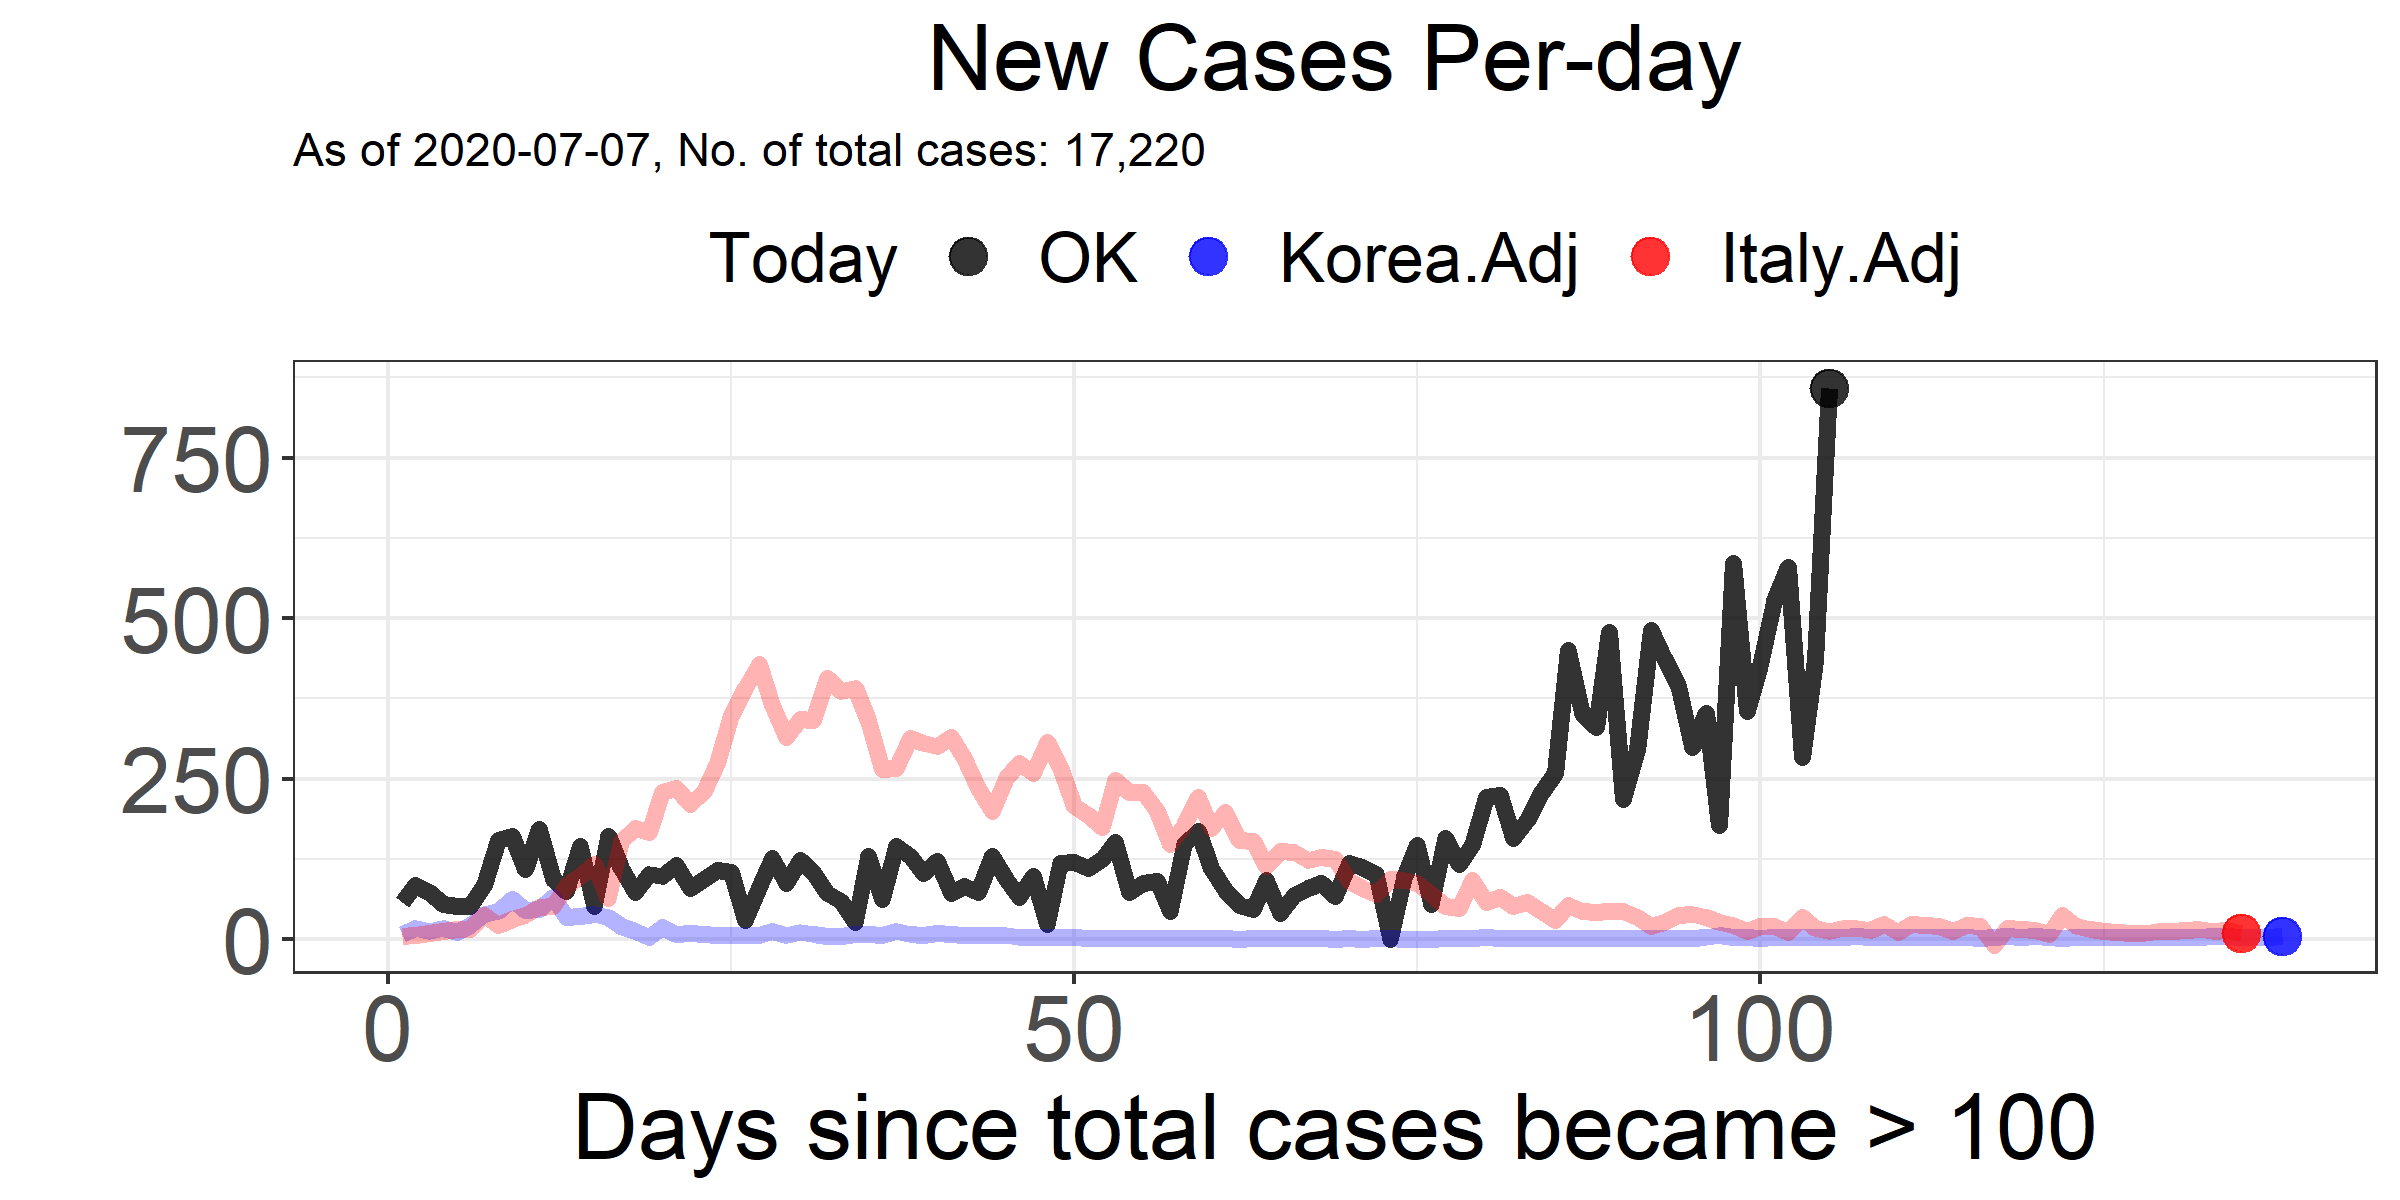 New Cases Per-day
As of 2020-07-07, No. of total cases: 17,220
Today OK Korea.Adj Italy.Adj
750
500
250
0
0 50 100
Days since total cases became > 100